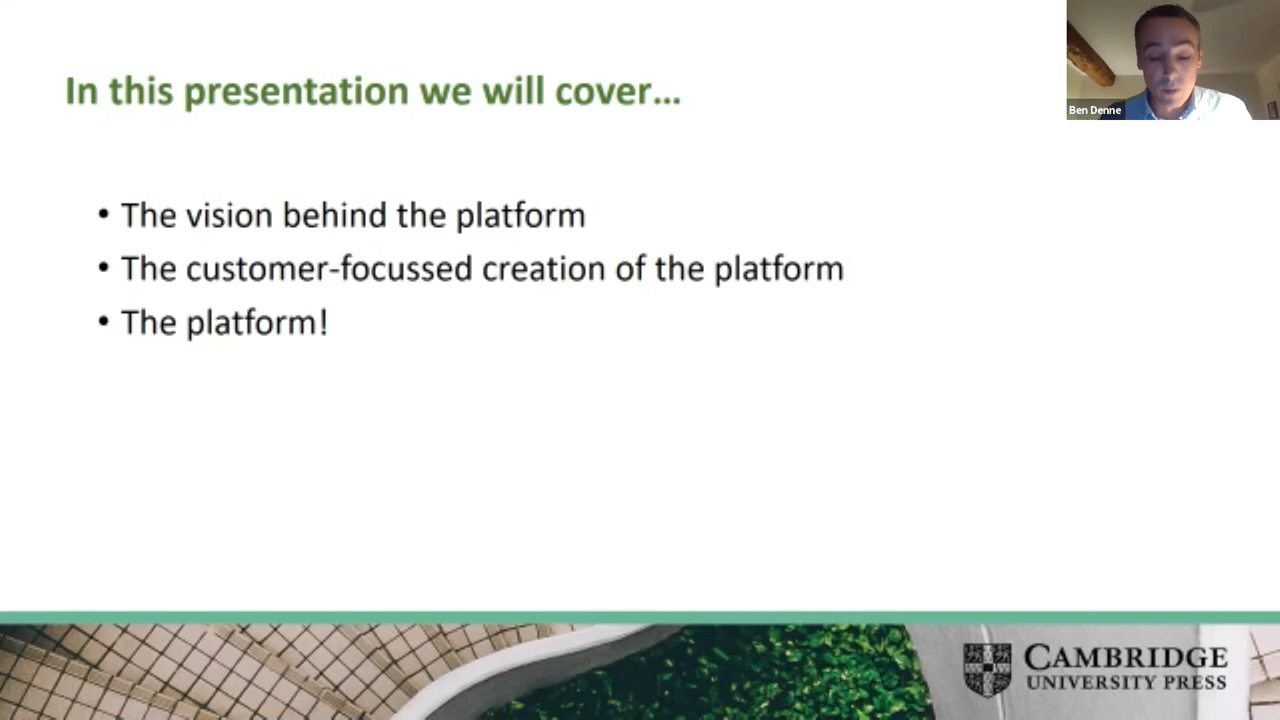 In this presentation we will cover...
Ben Denne
• The vision behind the platform
• The customer-focussed creation of the platform
• The platform!
CAMBRIDGE
UNIVERSITY PRESS